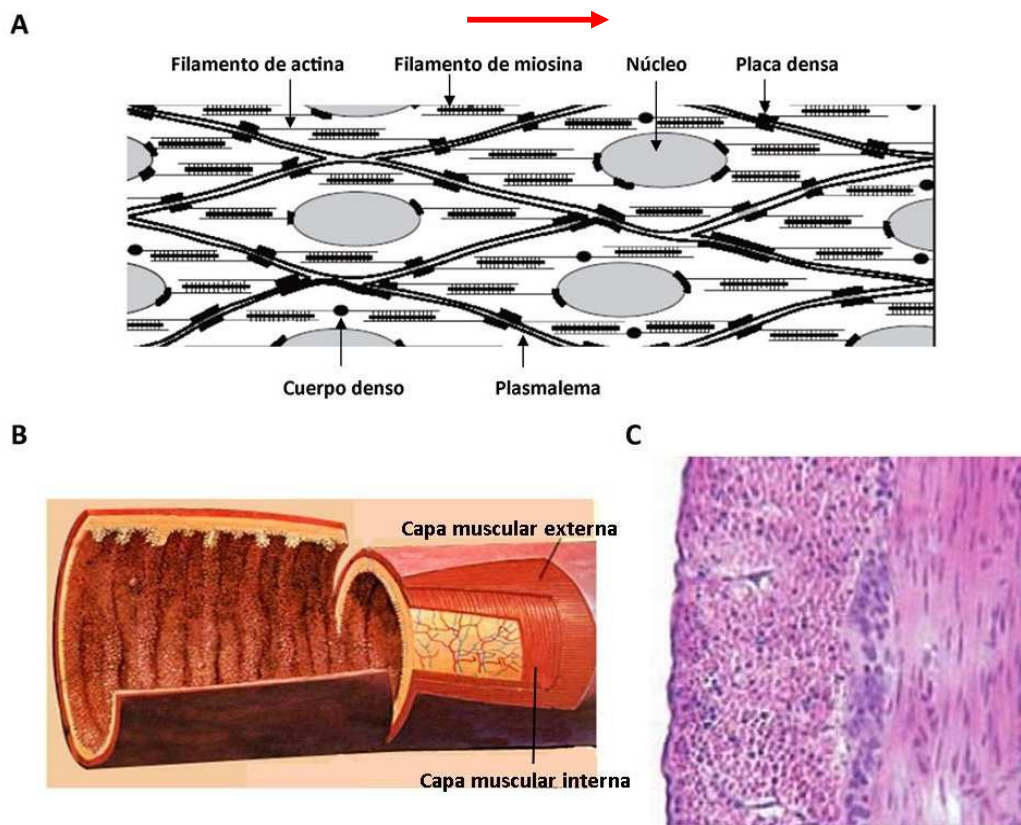 A
Filamento de actina
Filamento de miosina
Núcleo
Placa densa
Cuerpo denso
Plasmalema
B
C
Capa muscular externa
Capa muscular interna